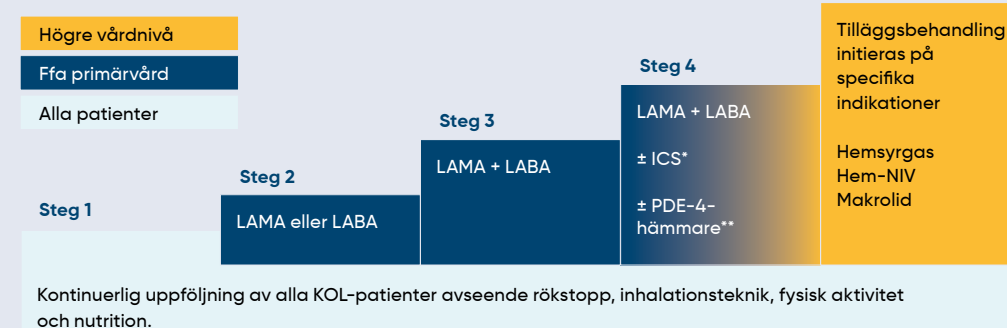 Högre vårdnivå
Ffa primärvård
Alla patienter
Steg 1
Steg 2
LAMA eller LABA
Steg 3
LAMA + LABA
Steg 4
LAMA + LABA
± ICS*
± PDE-4-
hämmare**
Tilläggsbehandling
initieras på
specifika
indikationer
Hemsyrgas
Hem-NIV
Makrolid
Kontinuerlig uppföljning av alla KOL-patienter avseende rökstopp, inhalationsteknik, fysisk aktivitet
och nutrition.